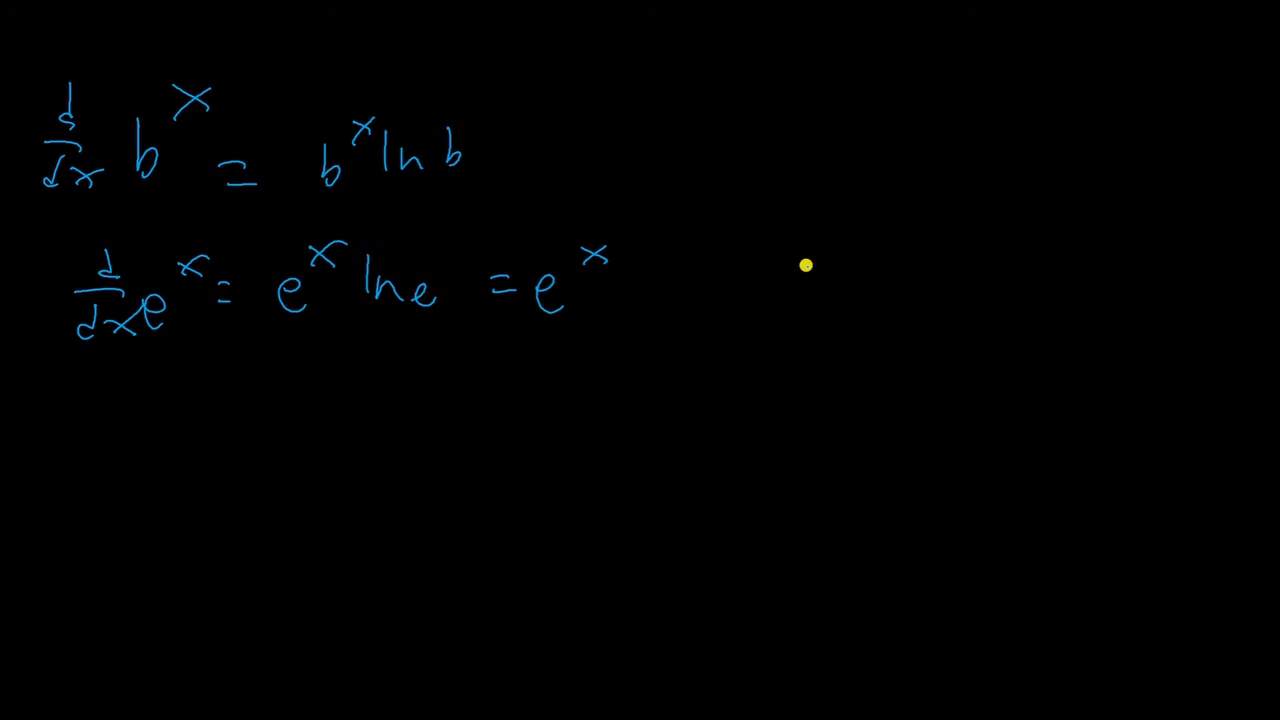 d/dx b^x = b^x ln b
d/dx e^x = e^x ln e = e^x